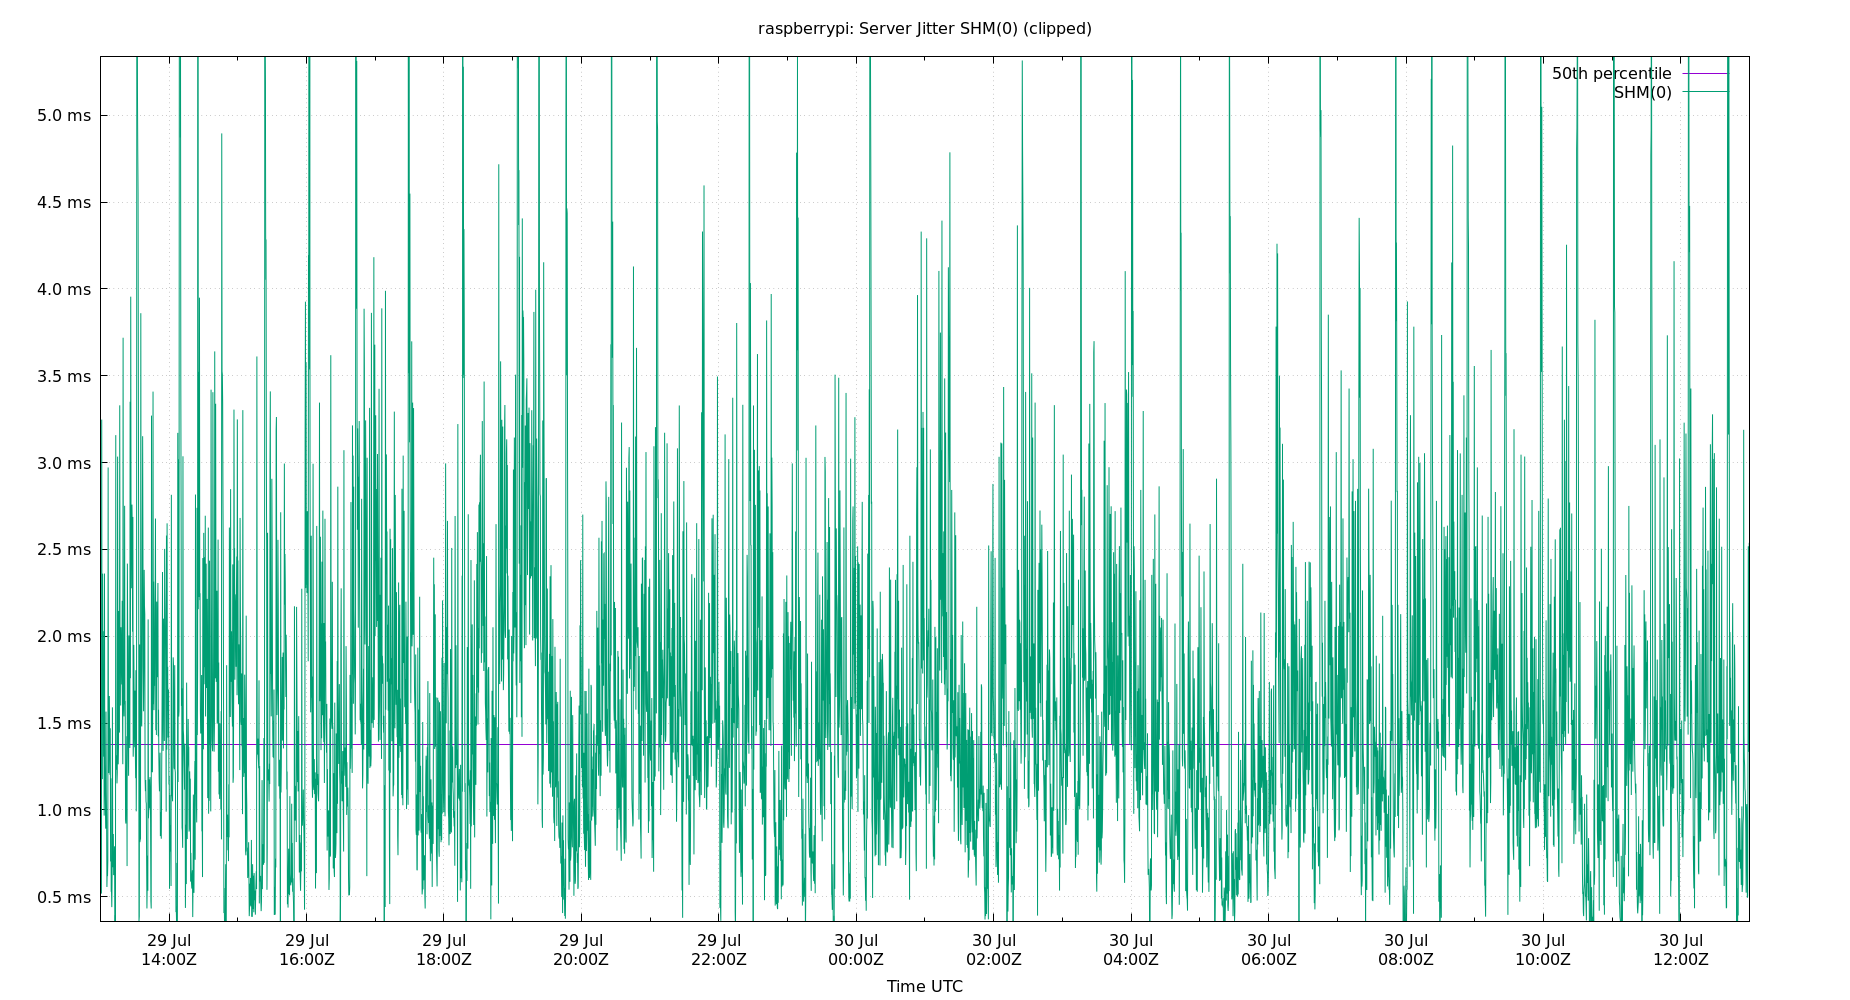 raspberrypi: Server Jitter SHM(0) (clipped)
50th percentile
SHM(0)
5.0 ms
4.5 ms
4.0 ms
3.5 ms
3.0 ms
2.5 ms
2.0 ms
1.5 ms
1.0 ms
0.5 ms
29 Jul 29 Jul 29 Jul 29 Jul 29 Jul 30 Jul 30 Jul 30 Jul 30 Jul 30 Jul 30 Jul 30 Jul
14:00Z 16:00Z 18:00Z 20:00Z 22:00Z 00:00Z 02:00Z 04:00Z 06:00Z 08:00Z 10:00Z 12:00Z
Time UTC